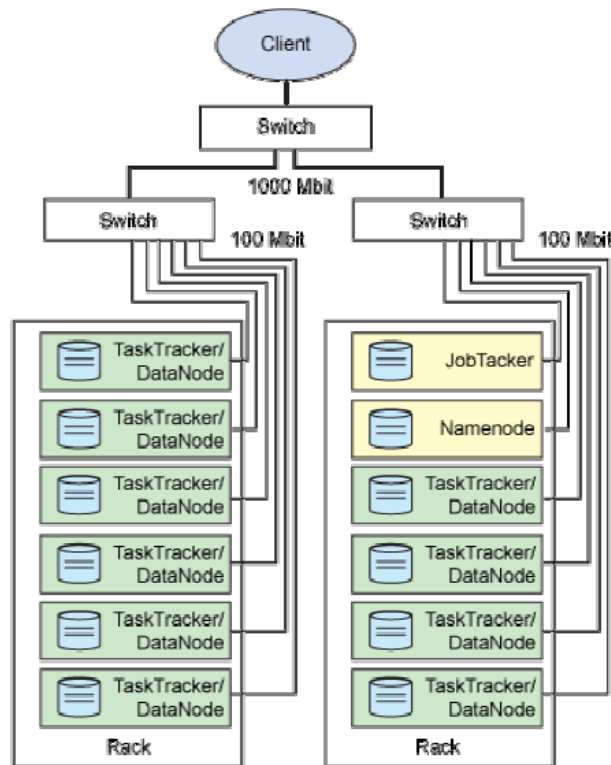 Client
Switch
1000 Mbit
Switch
100 Mbit
Switch
100 Mbit
TaskTracker/
DataNode
TaskTracker/
DataNode
TaskTracker/
DataNode
TaskTracker/
DataNode
TaskTracker/
DataNode
TaskTracker/
DataNode
Rack
JobTacker
Namenode
TaskTracker/
DataNode
TaskTracker/
DataNode
TaskTracker/
DataNode
TaskTracker/
DataNode
Rack